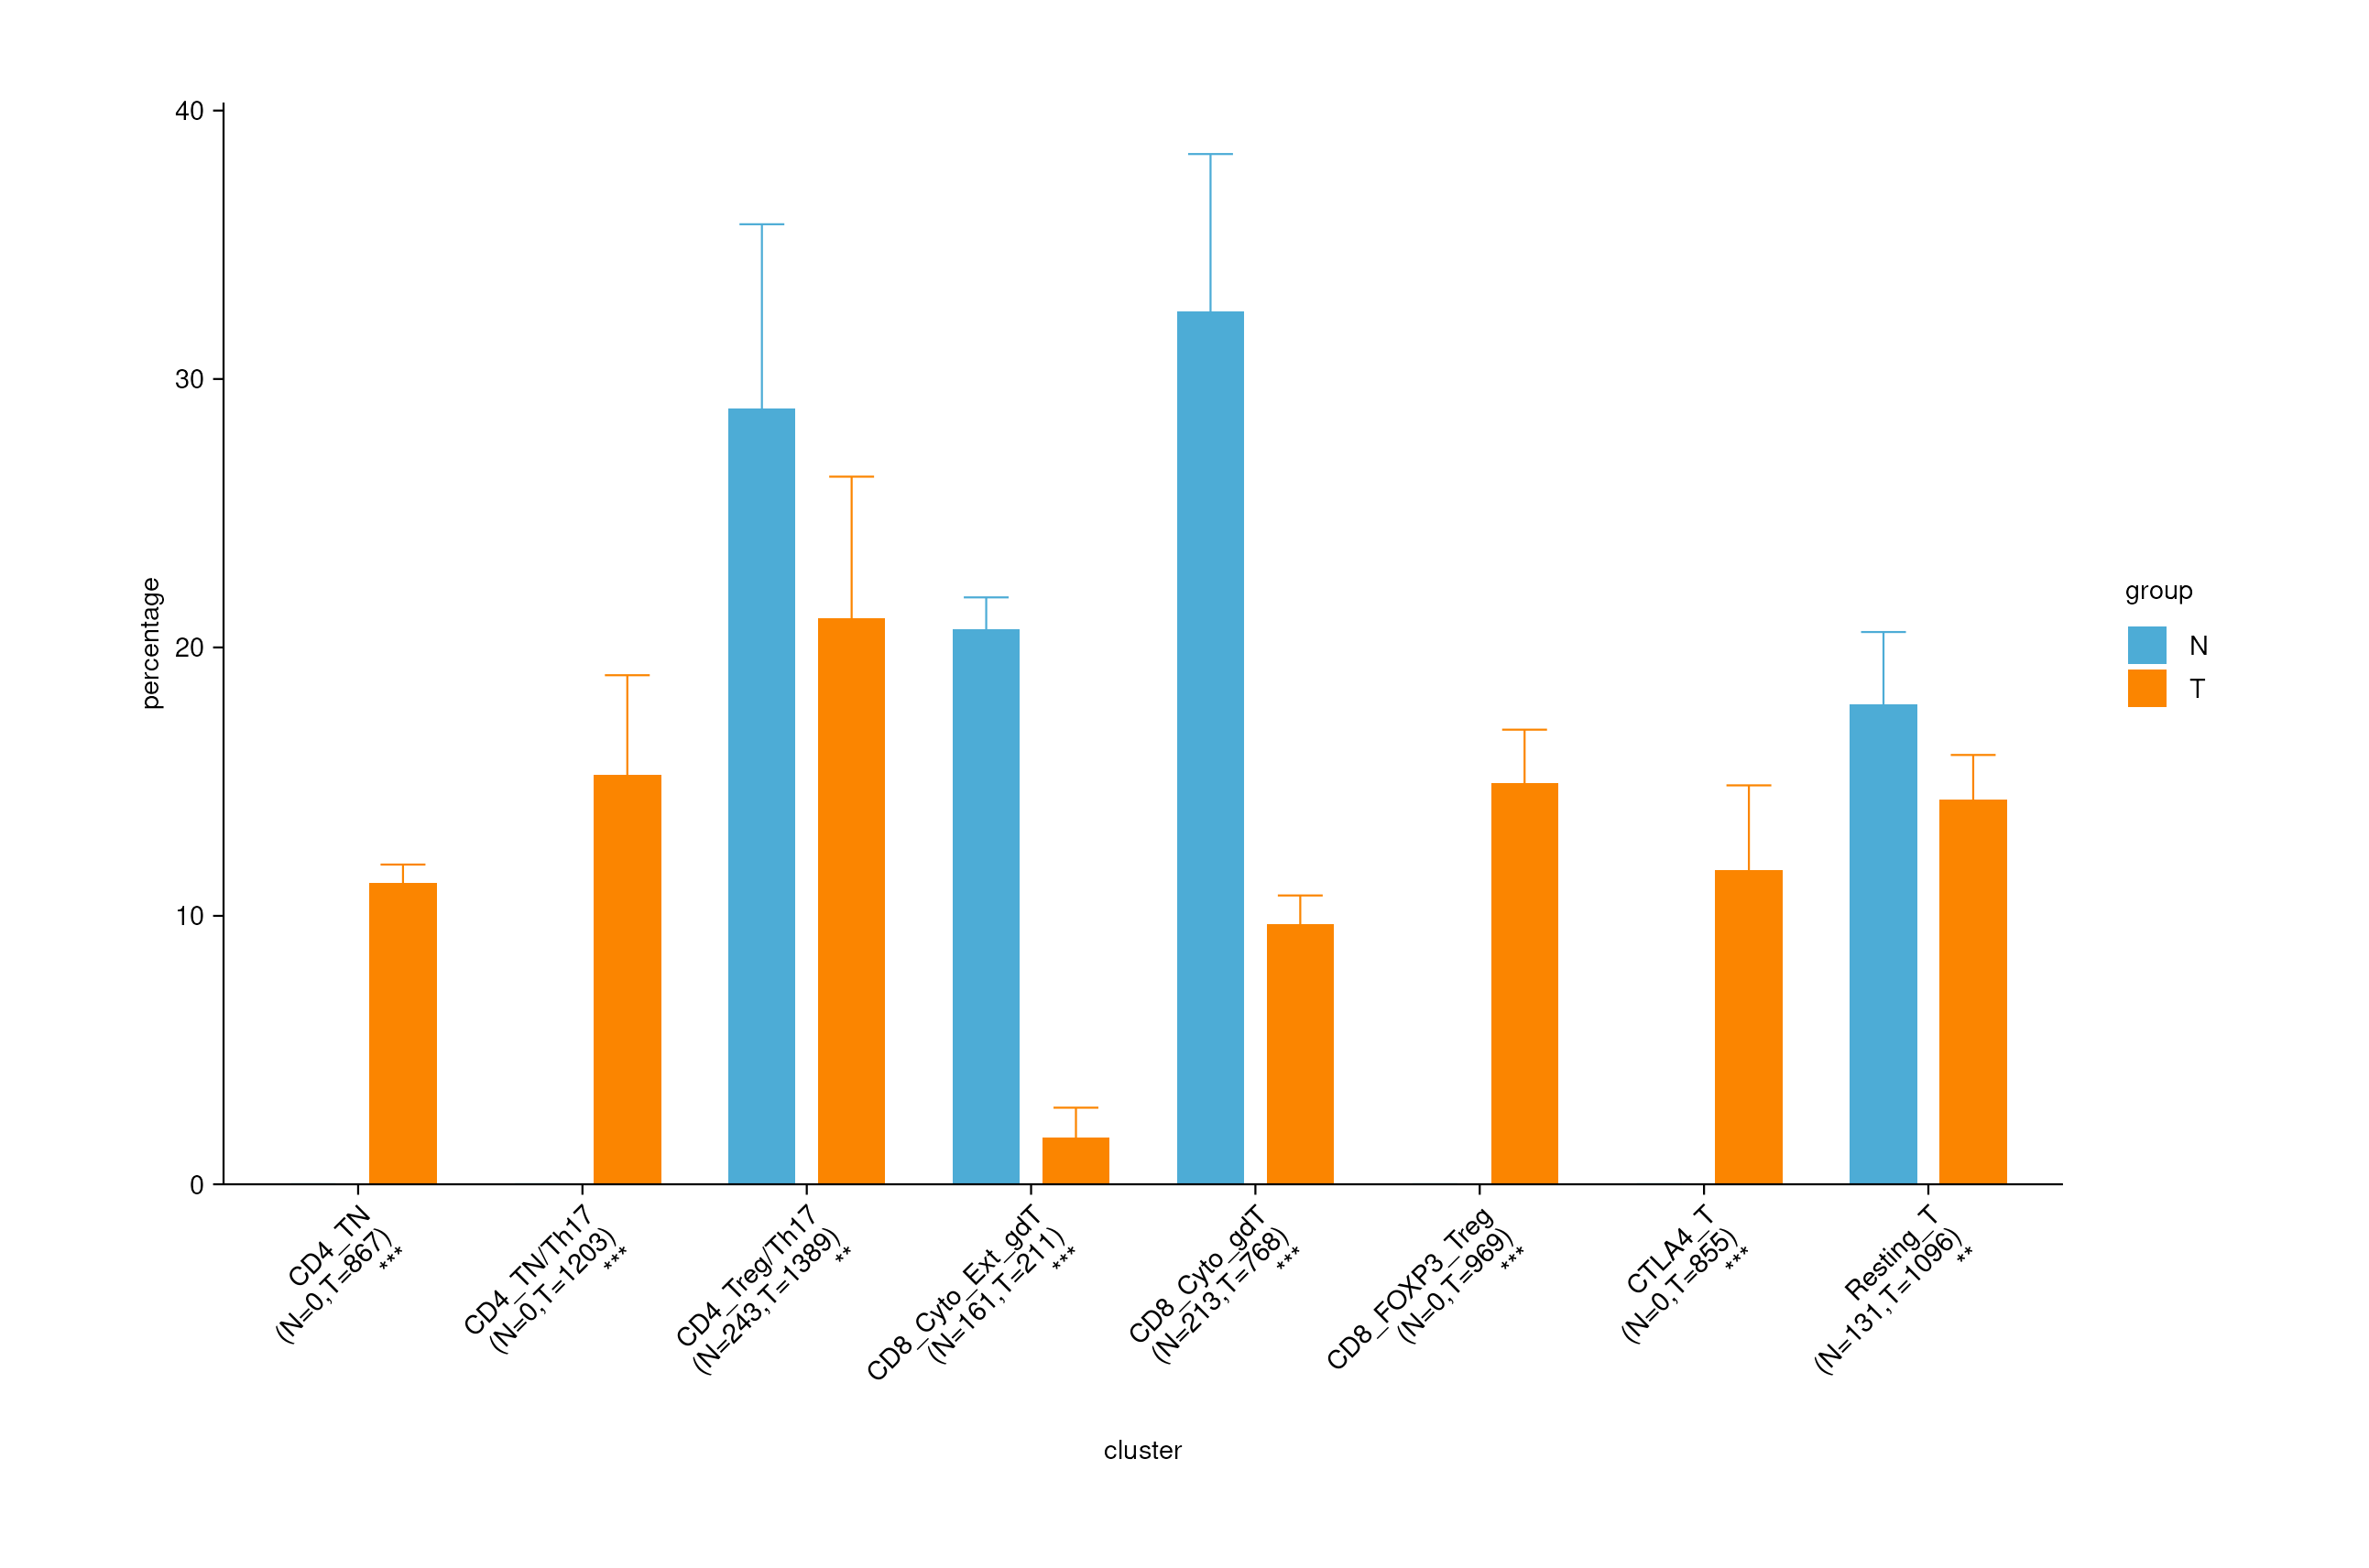 40
30
20
10
0
percentage
CD4_TN
(N=0,T=867)
***
CD4_TN/Th17
(N=0,T=1203)
***
CD4_Treg/Th17
(N=243,T=1389)
**
CD8_Cyto_Ext_gdT
(N=161,T=211)
***
CD8_Cyto_gdT
(N=213,T=768)
***
CD8_FOXP3_Treg
(N=0,T=969)
***
CTLA4_T
(N=0,T=855)
***
Resting_T
(N=131,T=1096)
**
cluster
group
N
T